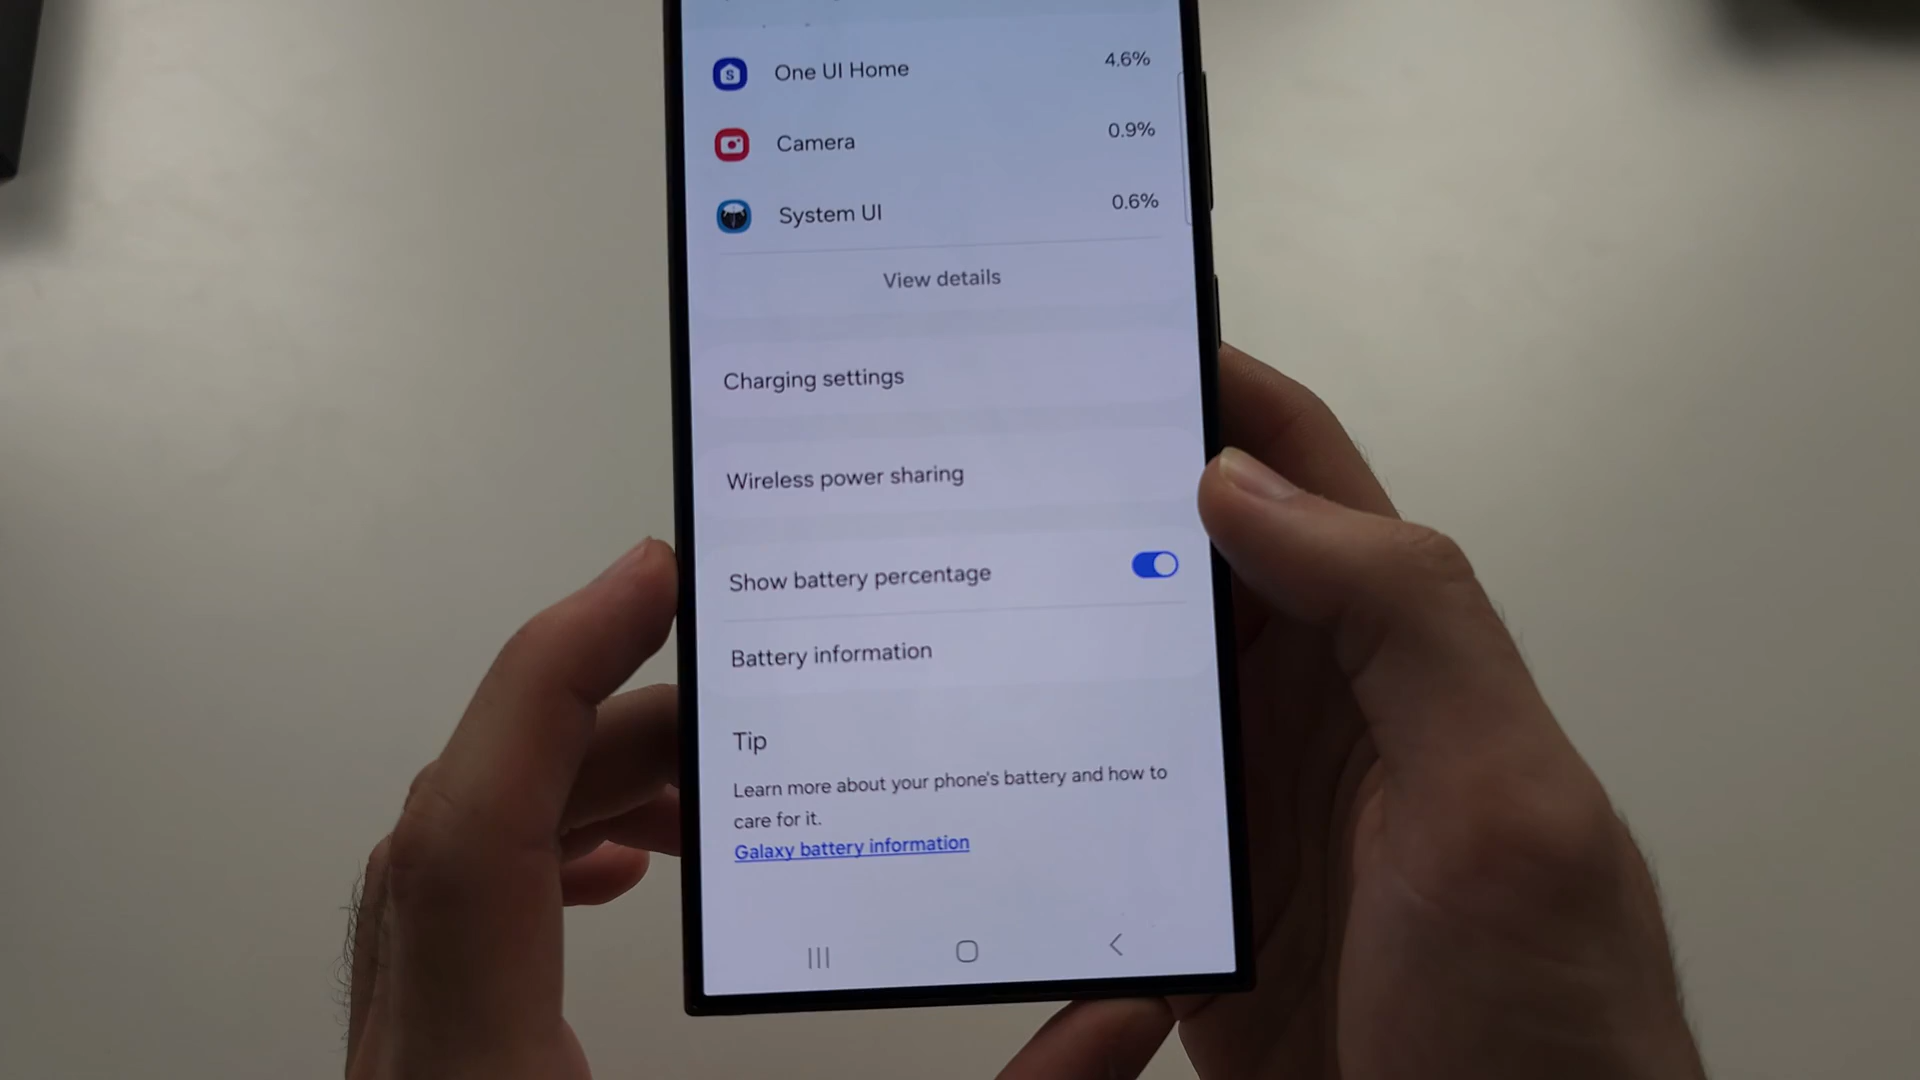 One UI Home
4.6%
Camera
0.9%
System UI
0.6%
View details
Charging settings
Wireless power sharing
Show battery percentage
Battery information
Tip
Learn more about your phone's battery and how to
care for it.
Galaxy battery information